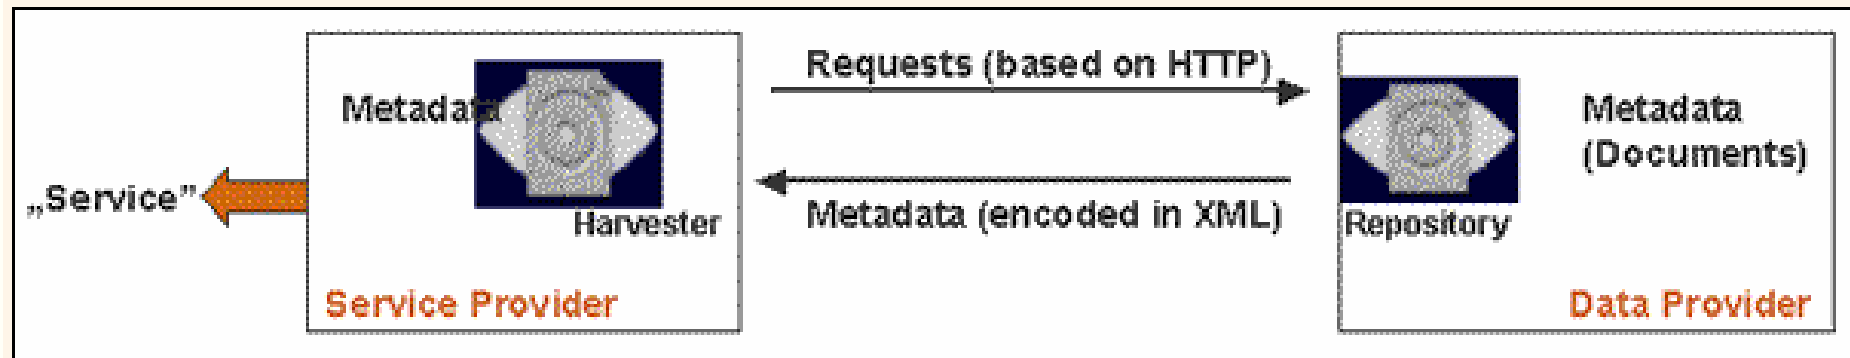 „Service”
Metadata
Harvester
Service Provider
Requests (based on HTTP)
Metadata (encoded in XML)
Repository
Metadata
(Documents)
Data Provider